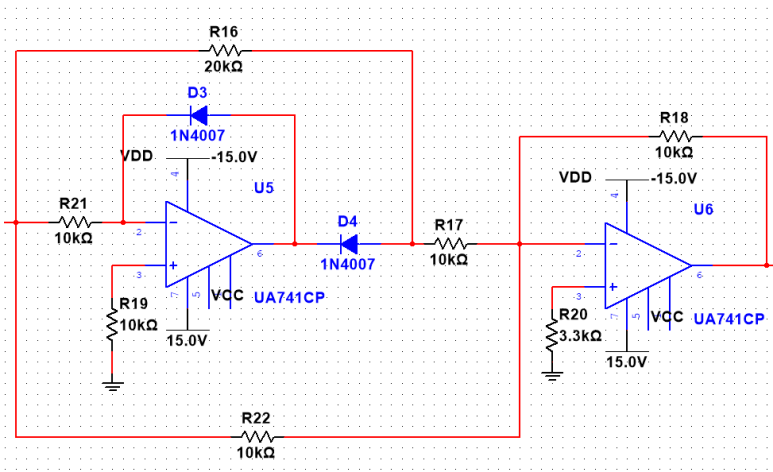 R16
20kΩ
D3
1N4007
VDD
-15.0V
4
U5
R21
10kΩ
2
3
6
7
5
1
VCC
UA741CP
15.0V
R19
10kΩ
D4
1N4007
R17
10kΩ
R18
10kΩ
VDD
-15.0V
4
U6
2
3
6
7
5
VCC
UA741CP
15.0V
R20
3.3kΩ
R22
10kΩ